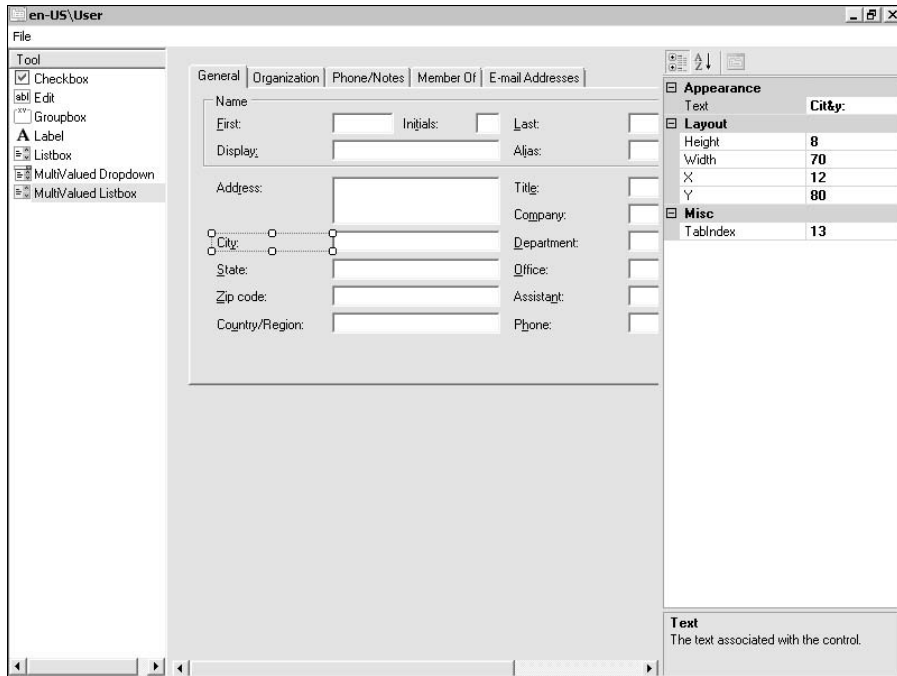 en-US\User
File
Tool
Checkbox
abl Edit
XY Groupbox
A Label
Listbox
MultiValued Dropdown
MultiValued Listbox
General Organization Phone/Notes Member Of E-mail Addresses
Name
First: Initials: Last:
Display: Alias:
Address: Title:
Company:
City: Department:
State: Office:
Zip code: Assistant:
Country/Region: Phone:
A Z
Appearance
Text Cit&y:
Layout
Height 8
Width 70
X 12
Y 80
Misc
TabIndex 13
Text
The text associated with the control.